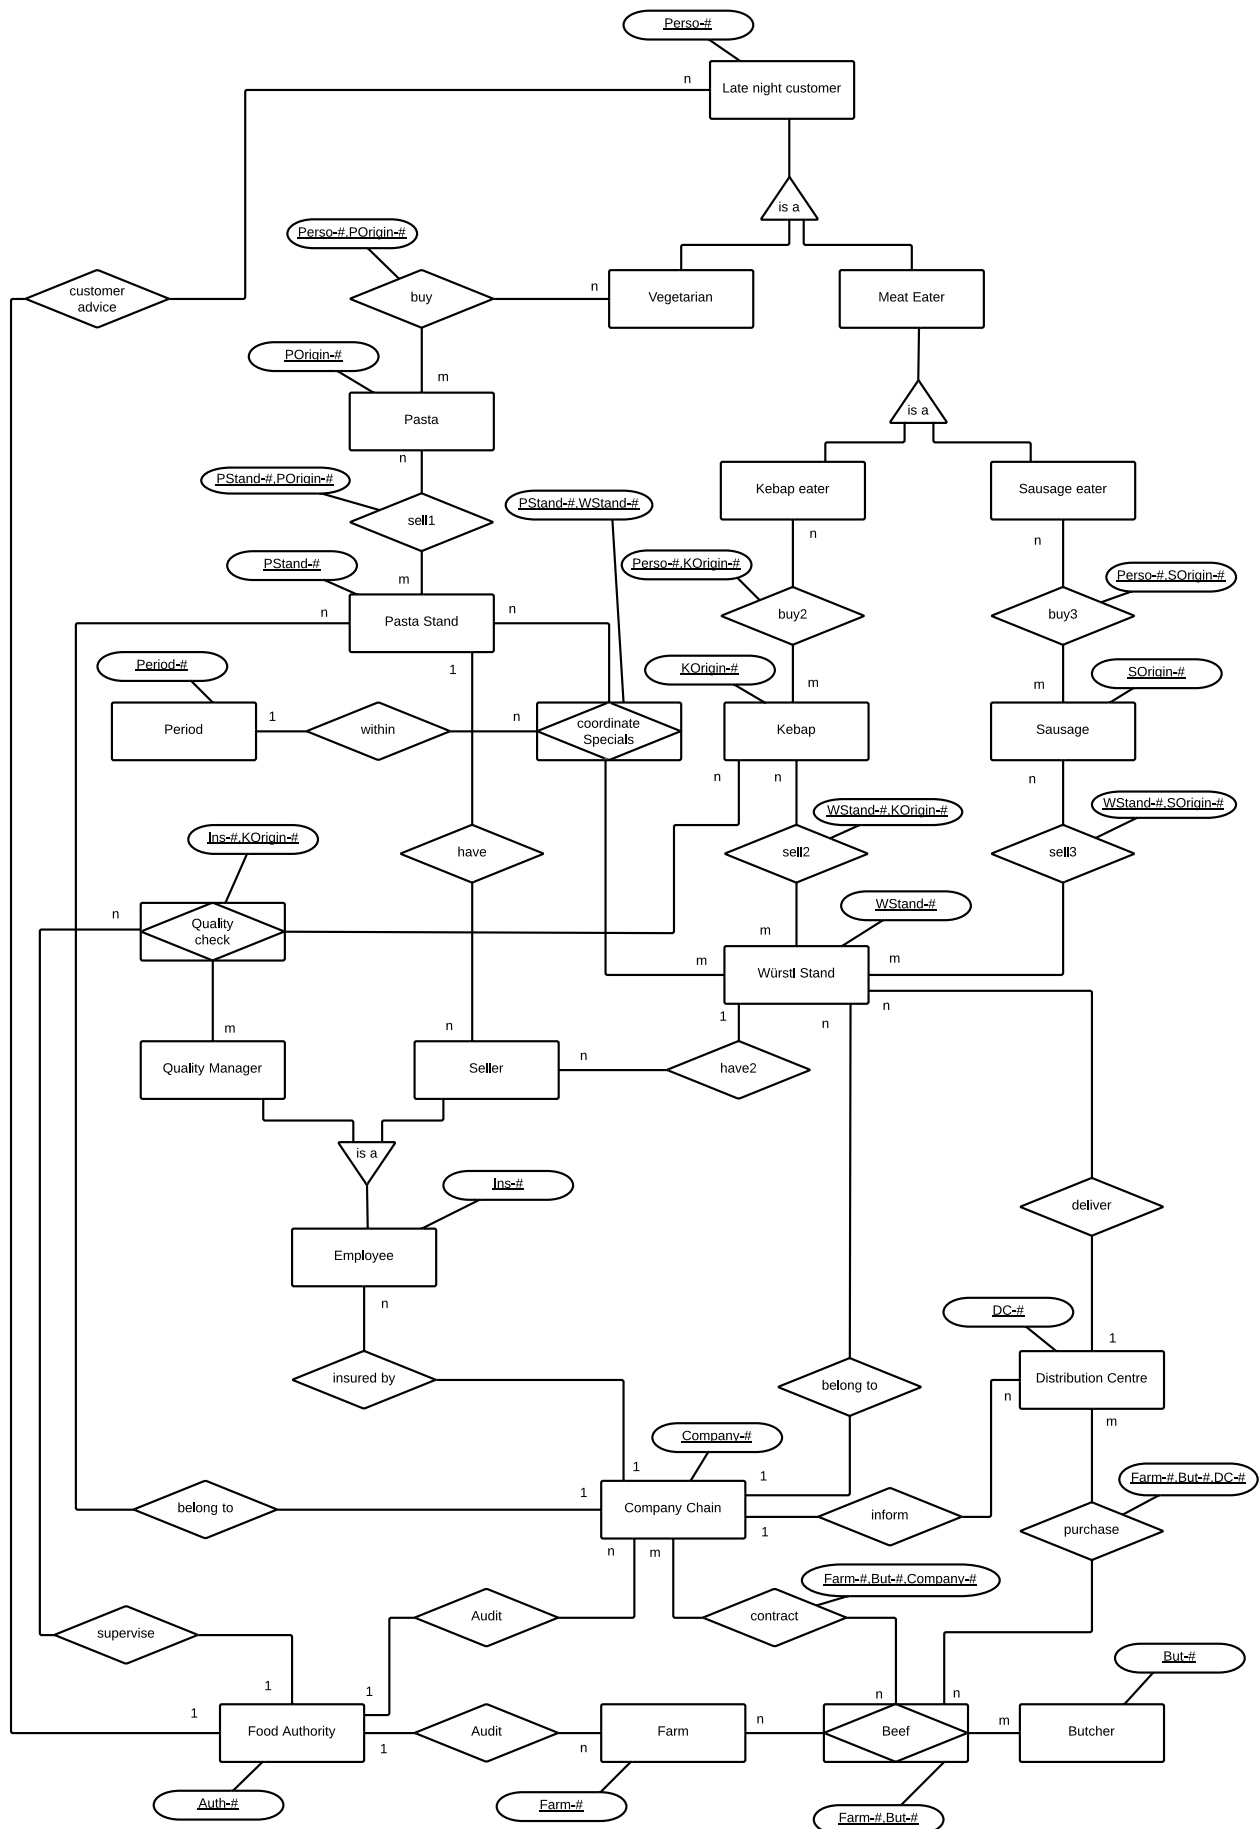 Perso-#
n
Late night customer
is a
Perso-#,POrigin-#
customer
advice
buy
n
Vegetarian
Meat Eater
POrigin-#
m
Pasta
is a
n
PStand-#,POrigin-#
Kebap eater
Sausage eater
PStand-#,WStand-#
sell1
n
n
PStand-#
m
Perso-#,KOrigin-#
Perso-#,SOrigin-#
n
Pasta Stand
n
buy2
buy3
Period-#
1
KOrigin-#
SOrigin-#
m
m
Period
1
within
n
coordinate
Specials
Kebap
Sausage
n
n
n
WStand-#,KOrigin-#
WStand-#,SOrigin-#
Ins-#,KOrigin-#
have
sell2
sell3
n
Quality
check
WStand-#
m
m
Würstl Stand
m
n
m
n
1
n
n
Quality Manager
Seller
have2
is a
Ins-#
deliver
Employee
n
DC-#
1
insured by
belong to
Distribution Centre
n
m
Company-#
1
1
Farm-#,But-#,DC-#
belong to
1
Company Chain
inform
1
purchase
n
m
Farm-#,But-#,Company-#
Audit
contract
supervise
But-#
1
1
n
n
1
Food Authority
1
Audit
n
Farm
n
Beef
m
Butcher
Auth-#
Farm-#
Farm-#,But-#